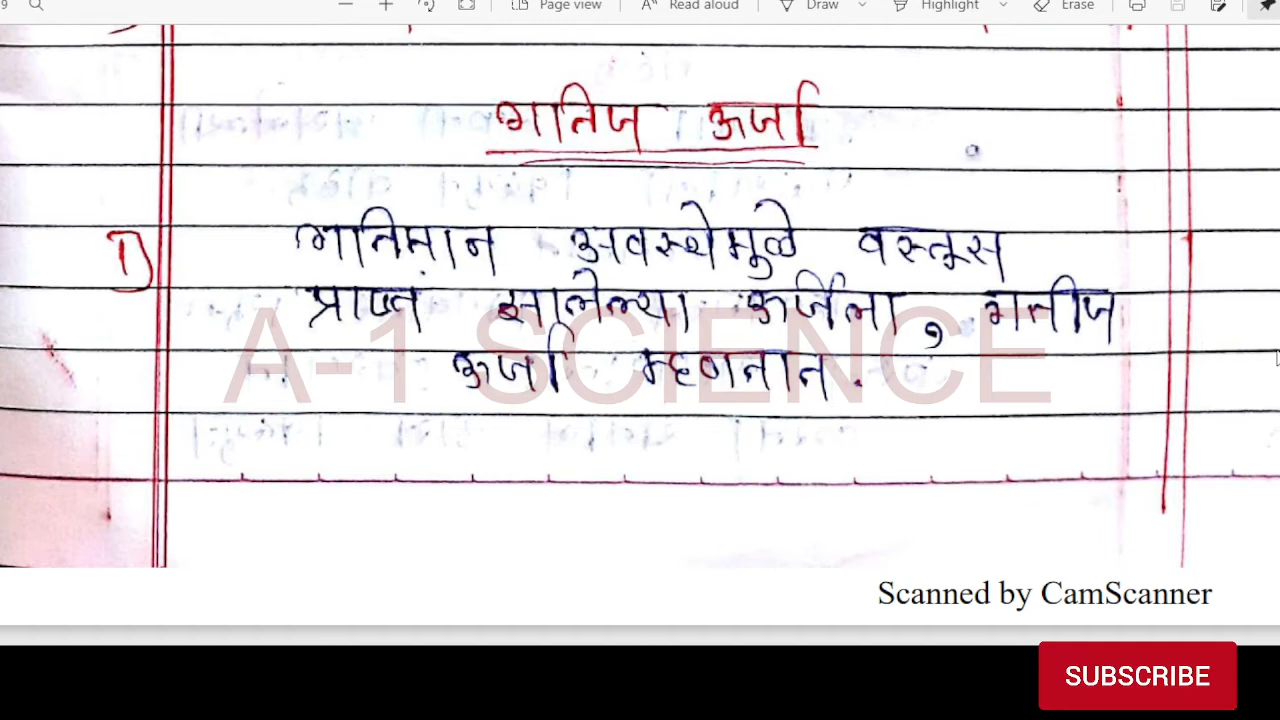 9 Page view Read aloud Draw Highlight Erase
गतिज ऊर्जा
1) गतिमान अवस्थेमुळे वस्तूस
प्राप्त झालेल्या ऊर्जेला, गतीज
ऊर्जा म्हणतात.
A-1 SCIENCE
Scanned by CamScanner
SUBSCRIBE